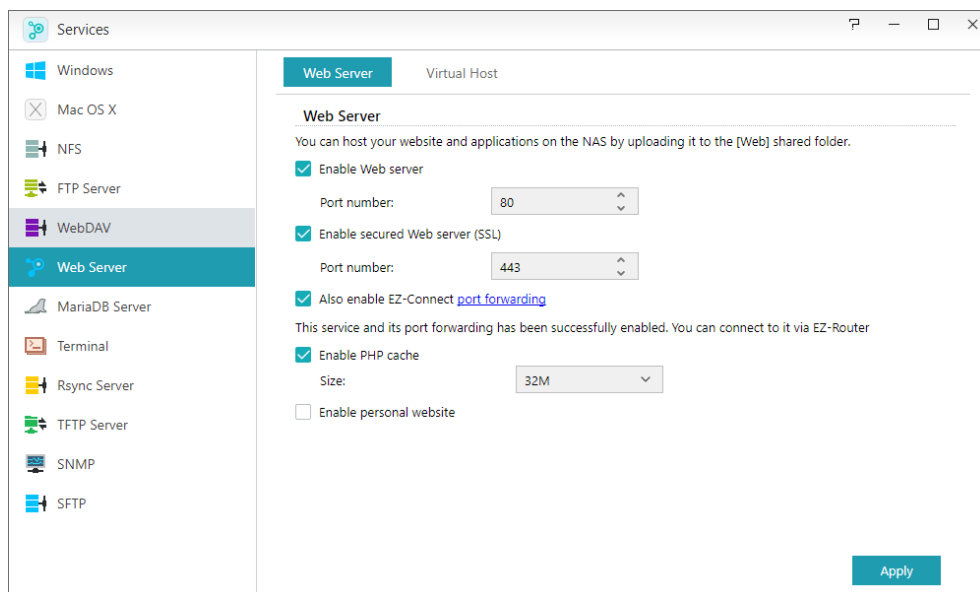 Services
Windows
Mac OS X
NFS
FTP Server
WebDAV
Web Server
MariaDB Server
Terminal
Rsync Server
TFTP Server
SNMP
SFTP
Web Server
Virtual Host
Web Server
You can host your website and applications on the NAS by uploading it to the [Web] shared folder.
Enable Web server
Port number: 80
Enable secured Web server (SSL)
Port number: 443
Also enable EZ-Connect port forwarding
This service and its port forwarding has been successfully enabled. You can connect to it via EZ-Router
Enable PHP cache
Size: 32M
Enable personal website
Apply